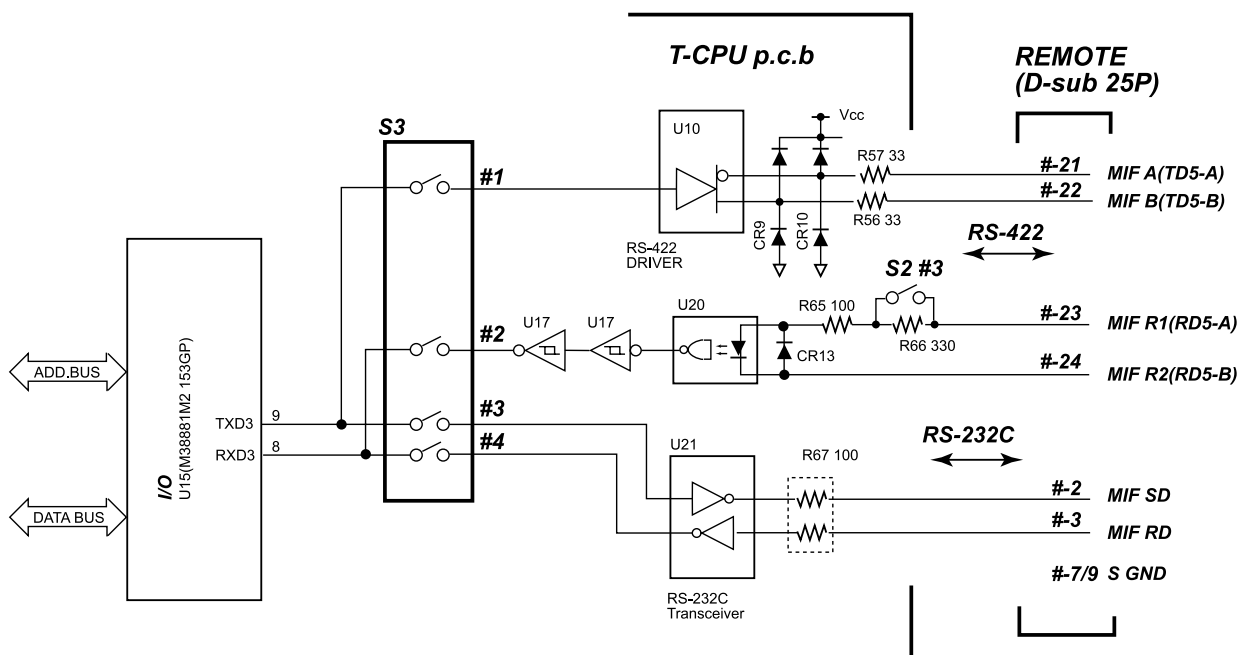 T-CPU p.c.b
REMOTE
(D-sub 25P)
S3
U10
Vcc
R57 33
#1
#-21
MIF A(TD5-A)
#-22
MIF B(TD5-B)
R56 33
CR9
CR10
RS-422
DRIVER
RS-422
S2 #3
U20
R65 100
#2
U17
U17
#-23
MIF R1(RD5-A)
R66 330
CR13
#-24
MIF R2(RD5-B)
ADD.BUS
I/O
U15(M38881M2 153GP)
TXD3
9
RXD3
8
#3
#4
U21
R67 100
RS-232C
#-2
MIF SD
#-3
MIF RD
DATA BUS
#-7/9 S GND
RS-232C
Transceiver